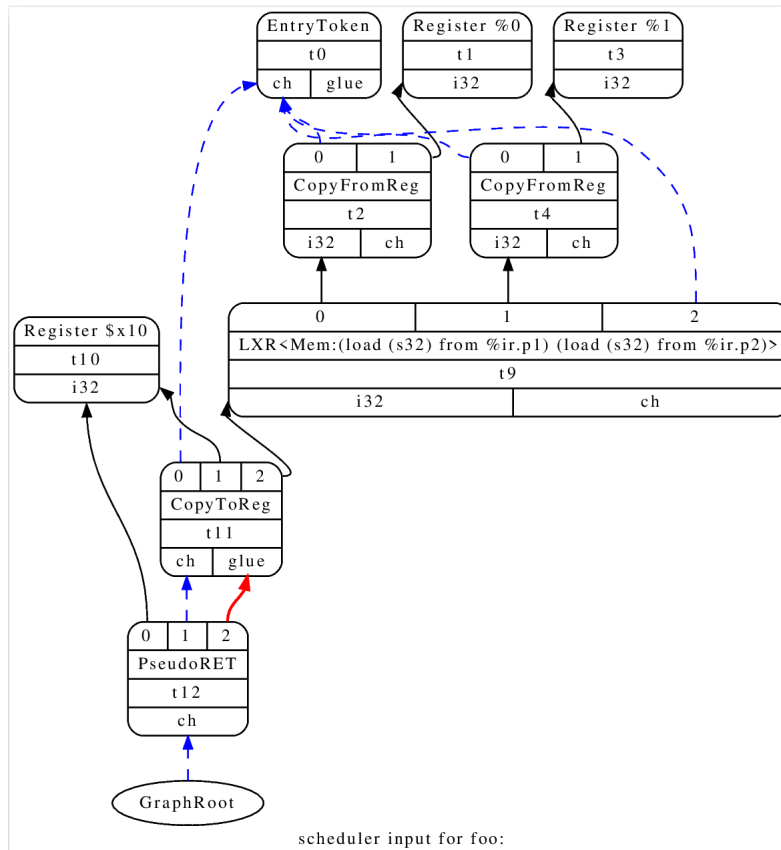 EntryToken
t0
ch glue
Register %0
t1
i32
Register %1
t3
i32
0 1
CopyFromReg
t2
i32 ch
0 1
CopyFromReg
t4
i32 ch
0 1 2
LXR<Mem:(load (s32) from %ir.p1) (load (s32) from %ir.p2)>
t9
i32 ch
Register $x10
t10
i32
0 1 2
CopyToReg
t11
ch glue
0 1 2
PseudoRET
t12
ch
GraphRoot
scheduler input for foo: